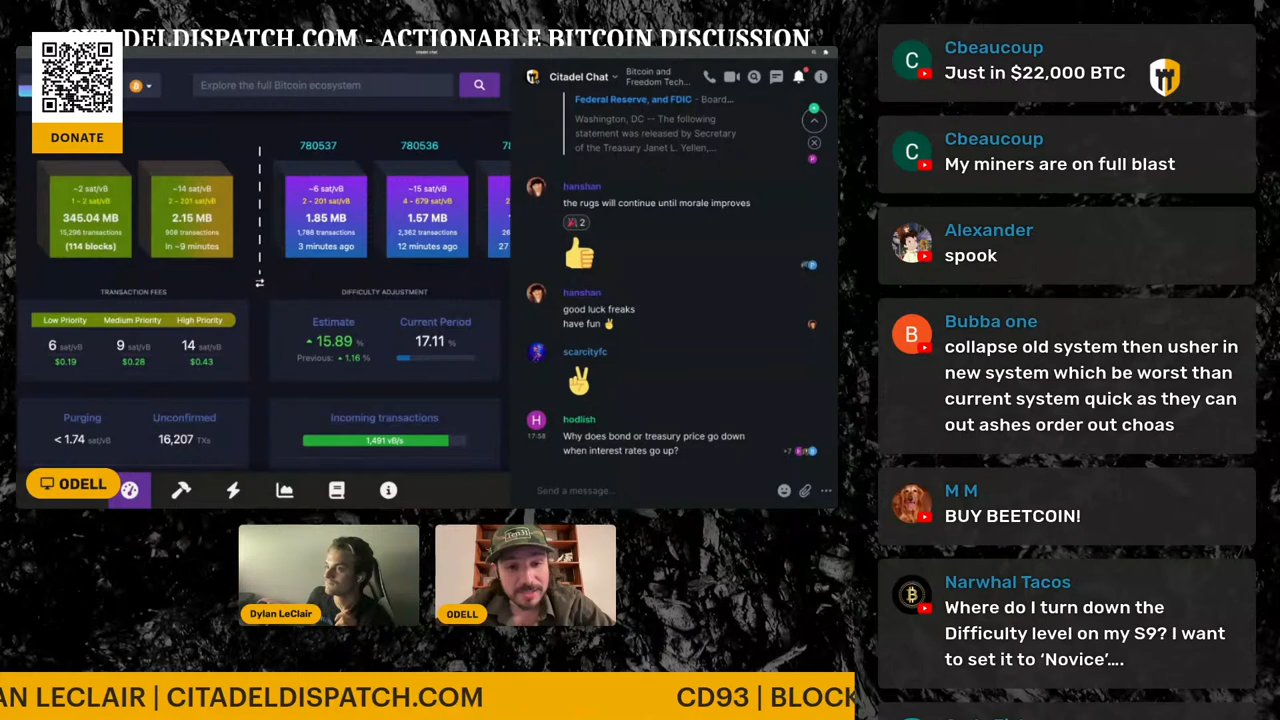 CITADELDISPATCH.COM - ACTIONABLE BITCOIN DISCUSSION
DONATE
Explore the full Bitcoin ecosystem
780537
780536
78
~2 sat/vB
1 - 2 sat/vB
345.04 MB
15,296 transactions
(114 blocks)
~14 sat/vB
2 - 201 sat/vB
2.15 MB
908 transactions
In ~9 minutes
~6 sat/vB
2 - 201 sat/vB
1.85 MB
1,788 transactions
3 minutes ago
~15 sat/vB
4 - 679 sat/vB
1.57 MB
2,362 transactions
12 minutes ago
27
TRANSACTION FEES
Low Priority
Medium Priority
High Priority
6 sat/vB
9 sat/vB
14 sat/vB
$0.19
$0.28
$0.43
DIFFICULTY ADJUSTMENT
Estimate
Current Period
15.89 %
17.11 %
Previous: 1.16 %
Purging
Unconfirmed
< 1.74 sat/vB
16,207 TXs
Incoming transactions
1,491 vB/s
ODELL
Citadel Chat
Bitcoin and
Freedom Tech...
Federal Reserve, and FDIC - Board...
Washington, DC -- The following
statement was released by Secretary
of the Treasury Janet L. Yellen,...
hanshan
the rugs will continue until morale improves
2
hanshan
good luck freaks
have fun ✌
scarcityfc
H
hodlish
17:58
Why does bond or treasury price go down
when interest rates go up?
+7
Send a message...
Dylan LeClair
ODELL
AN LECLAIR | CITADELDISPATCH.COM
CD93 | BLOCK
C
Cbeaucoup
Just in $22,000 BTC
C
Cbeaucoup
My miners are on full blast
Alexander
spook
B
Bubba one
collapse old system then usher in
new system which be worst than
current system quick as they can
out ashes order out choas
M M
BUY BEETCOIN!
Narwhal Tacos
Where do I turn down the
Difficulty level on my S9? I want
to set it to ‘Novice’....